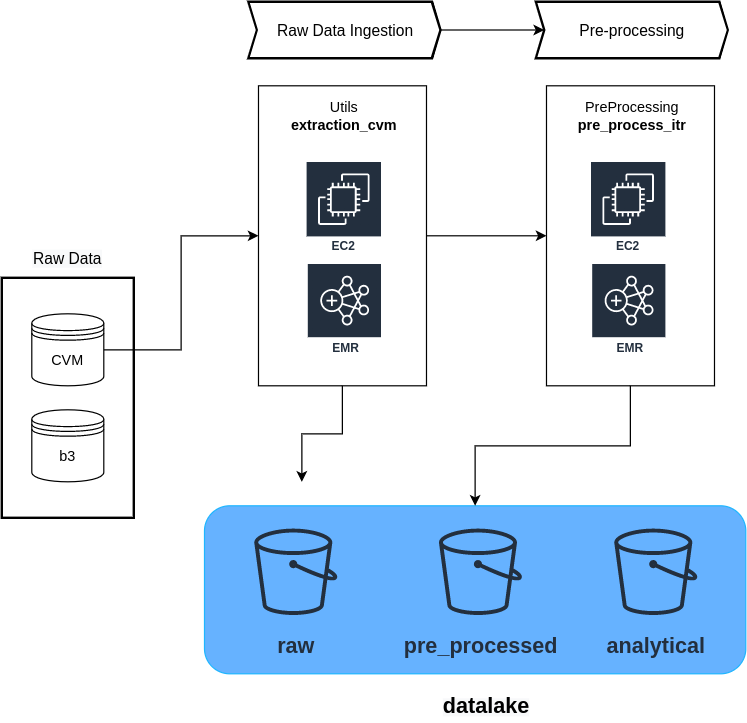 Raw Data Ingestion
Pre-processing
Utils
extraction_cvm
PreProcessing
pre_process_itr
EC2
EC2
EMR
EMR
Raw Data
CVM
b3
raw
pre_processed
analytical
datalake